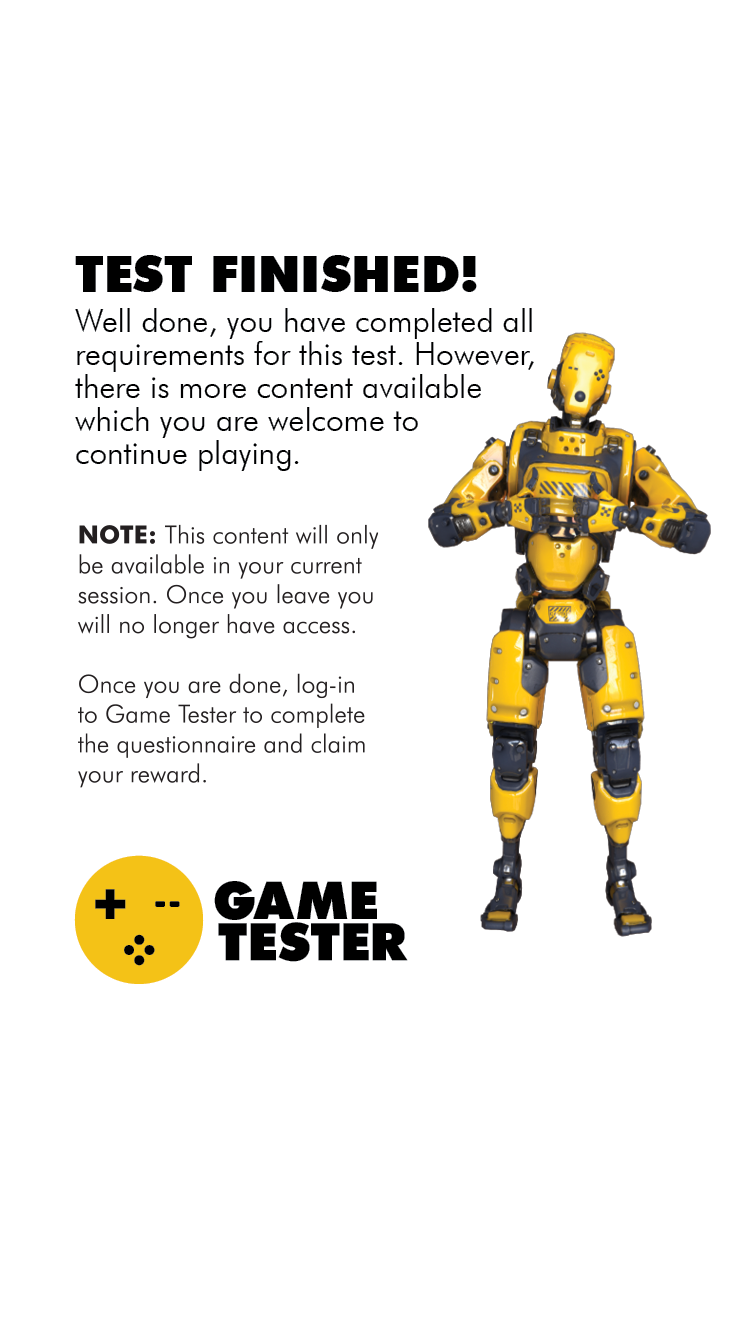 TEST FINISHED!
Well done, you have completed all
requirements for this test. However,
there is more content available
which you are welcome to
continue playing.
NOTE: This content will only
be available in your current
session. Once you leave you
will no longer have access.
Once you are done, log-in
to Game Tester to complete
the questionnaire and claim
your reward.
GAME
TESTER